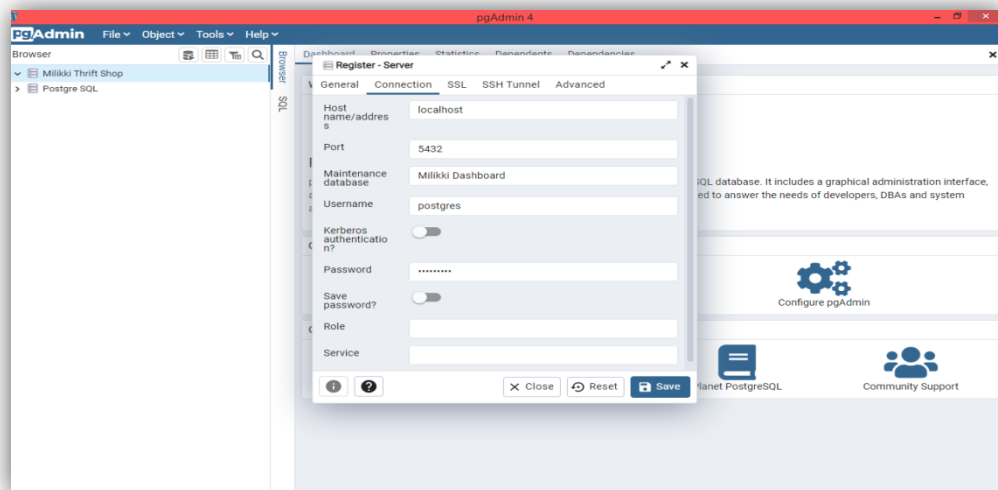 pgAdmin 4
pgAdmin File Object Tools Help
Browser
Milikki Thrift Shop
Postgre SQL
Browser
SQL
Dashboard Properties Statistics Dependents Dependencies
Register - Server
General Connection SSL SSH Tunnel Advanced
Host
name/addres
s
localhost
Port
5432
Maintenance
database
Milikki Dashboard
Username
postgres
Kerberos
authenticatio
n?
Password
•••••••••
Save
password?
Role
Service
Close Reset Save
SQL database. It includes a graphical administration interface,
ed to answer the needs of developers, DBAs and system
Configure pgAdmin
Planet PostgreSQL
Community Support